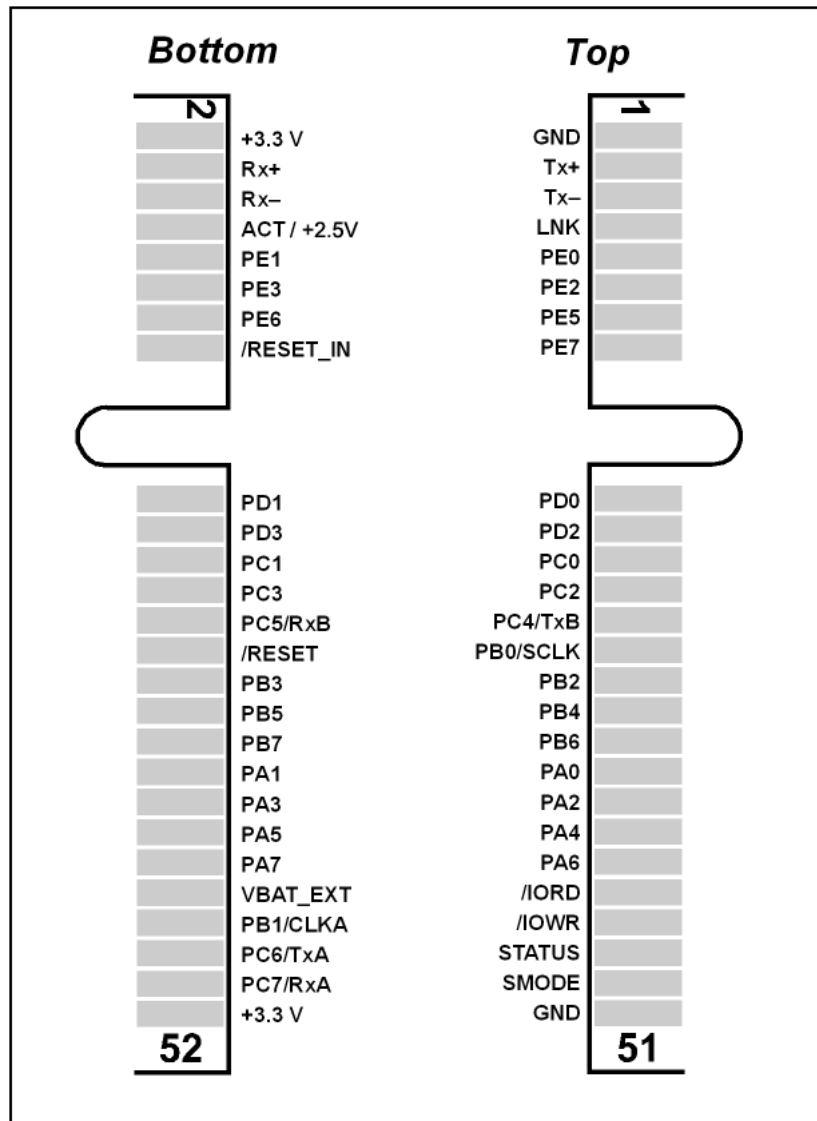 Bottom Top
2 1
+3.3 V GND
Rx+ Tx+
Rx– Tx–
ACT / +2.5V LNK
PE1 PE0
PE3 PE2
PE6 PE5
/RESET_IN PE7
PD1 PD0
PD3 PD2
PC1 PC0
PC3 PC2
PC5/RxB PC4/TxB
/RESET PB0/SCLK
PB3 PB2
PB5 PB4
PB7 PB6
PA1 PA0
PA3 PA2
PA5 PA4
PA7 PA6
VBAT_EXT /IORD
PB1/CLKA /IOWR
PC6/TxA STATUS
PC7/RxA SMODE
+3.3 V GND
52 51